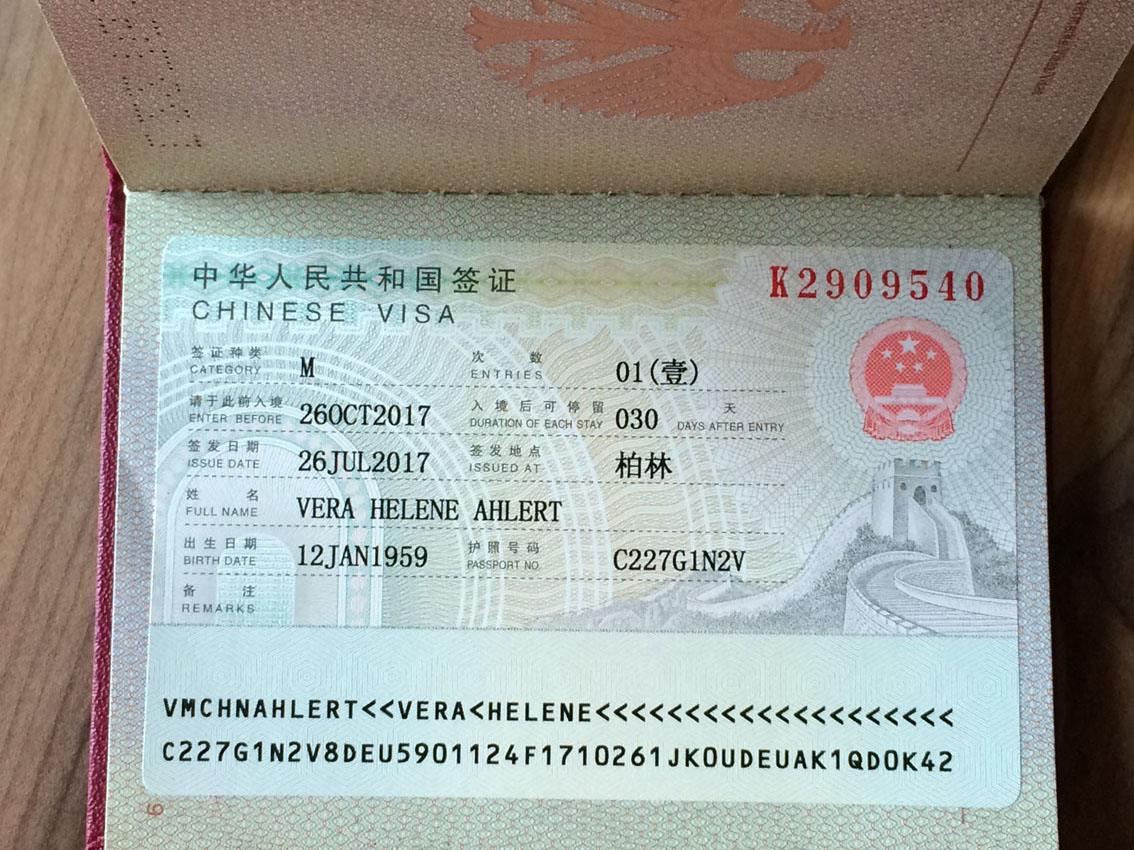 中华人民共和国签证
K2909540
CHINESE VISA
签证种类
CATEGORY
M
次 数
ENTRIES
01(壹)
请于此前入境
ENTER BEFORE
26OCT2017
入境后可停留
DURATION OF EACH STAY
030
天
DAYS AFTER ENTRY
签发日期
ISSUE DATE
26JUL2017
签发地点
ISSUED AT
柏林
姓 名
FULL NAME
VERA HELENE AHLERT
出生日期
BIRTH DATE
12JAN1959
护照号码
PASSPORT NO.
C227G1N2V
备 注
REMARKS
VMCHNAHLERT<<VERA<HELENE<<<<<<<<<<<<<<<<<<<<
C227G1N2V8DEU5901124F1710261JKOUDEUAK1QDOK42